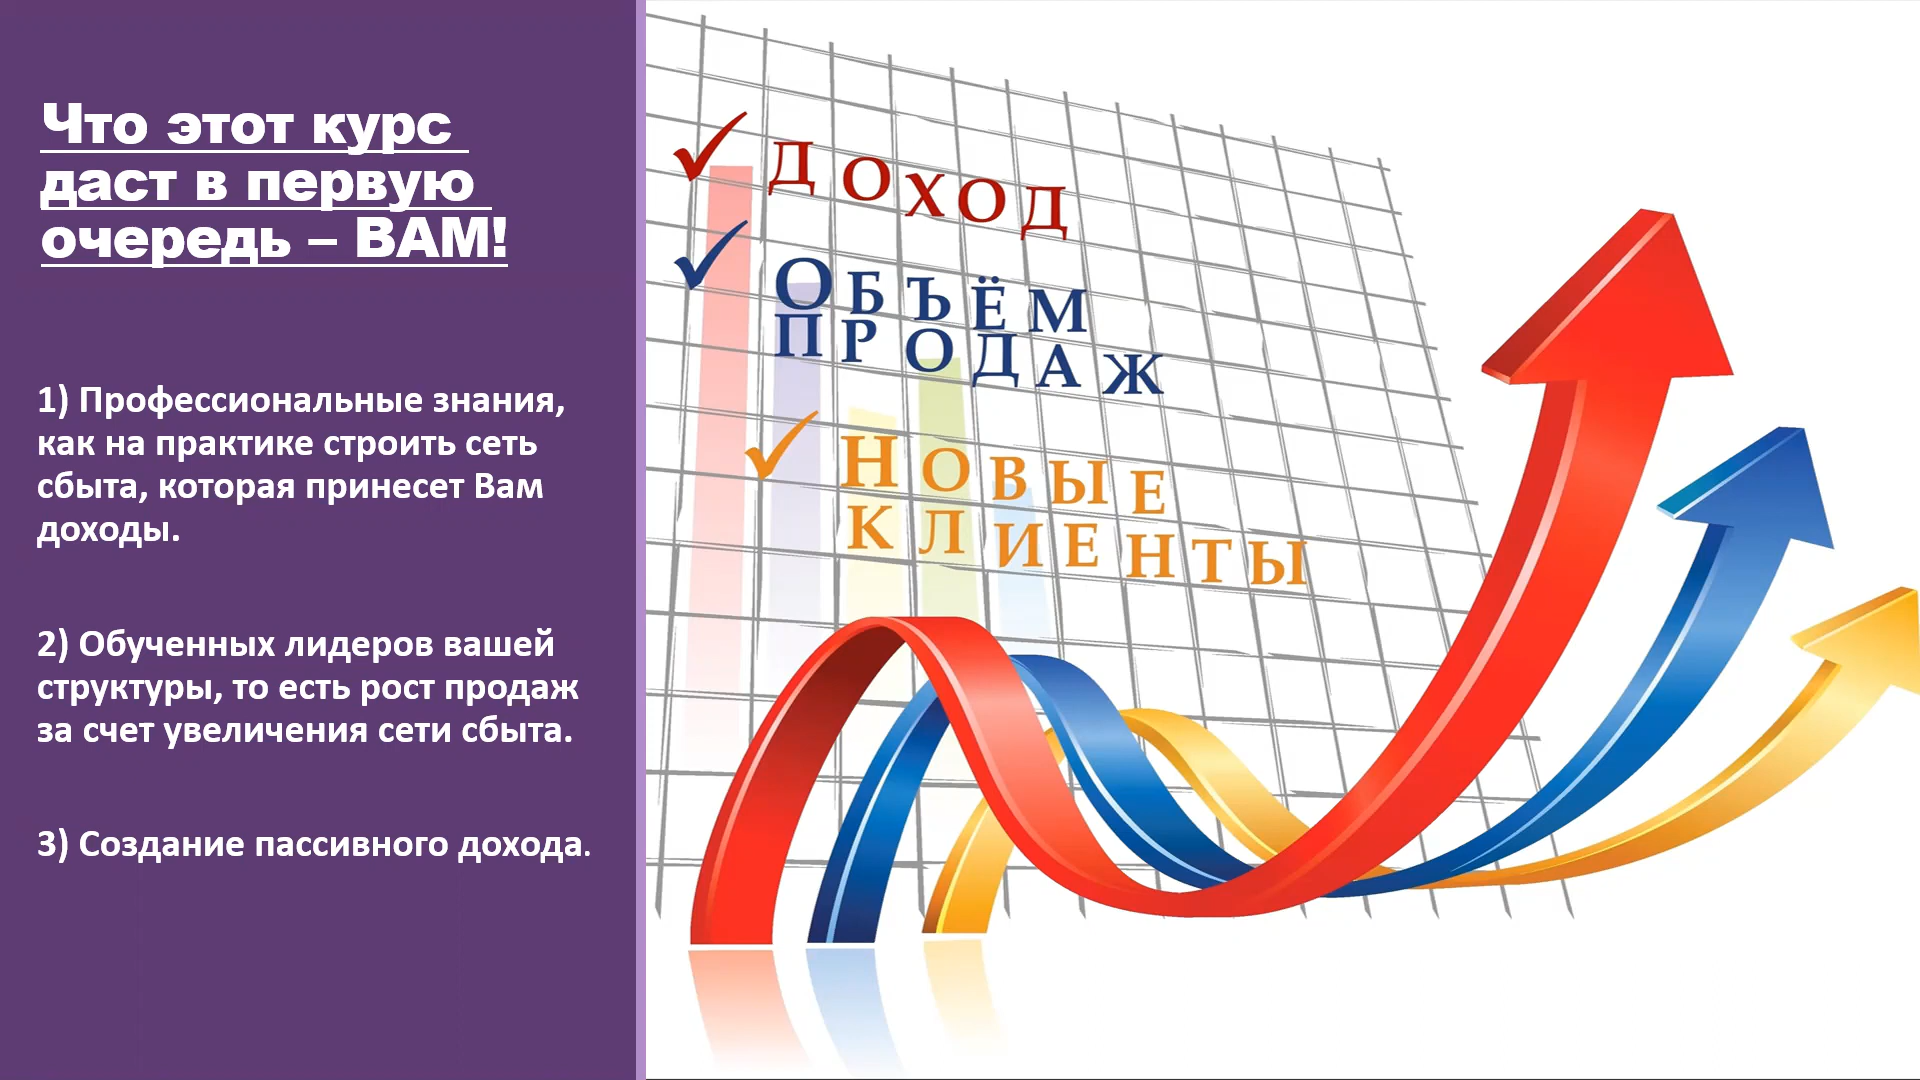 Что этот курс
даст в первую
очередь – ВАМ!
1) Профессиональные знания,
как на практике строить сеть
сбыта, которая принесет Вам
доходы.
2) Обученных лидеров вашей
структуры, то есть рост продаж
за счет увеличения сети сбыта.
3) Создание пассивного дохода.
ДОХОД
ОБЪЁМ
ПРОДАЖ
НОВЫЕ
КЛИЕНТЫ